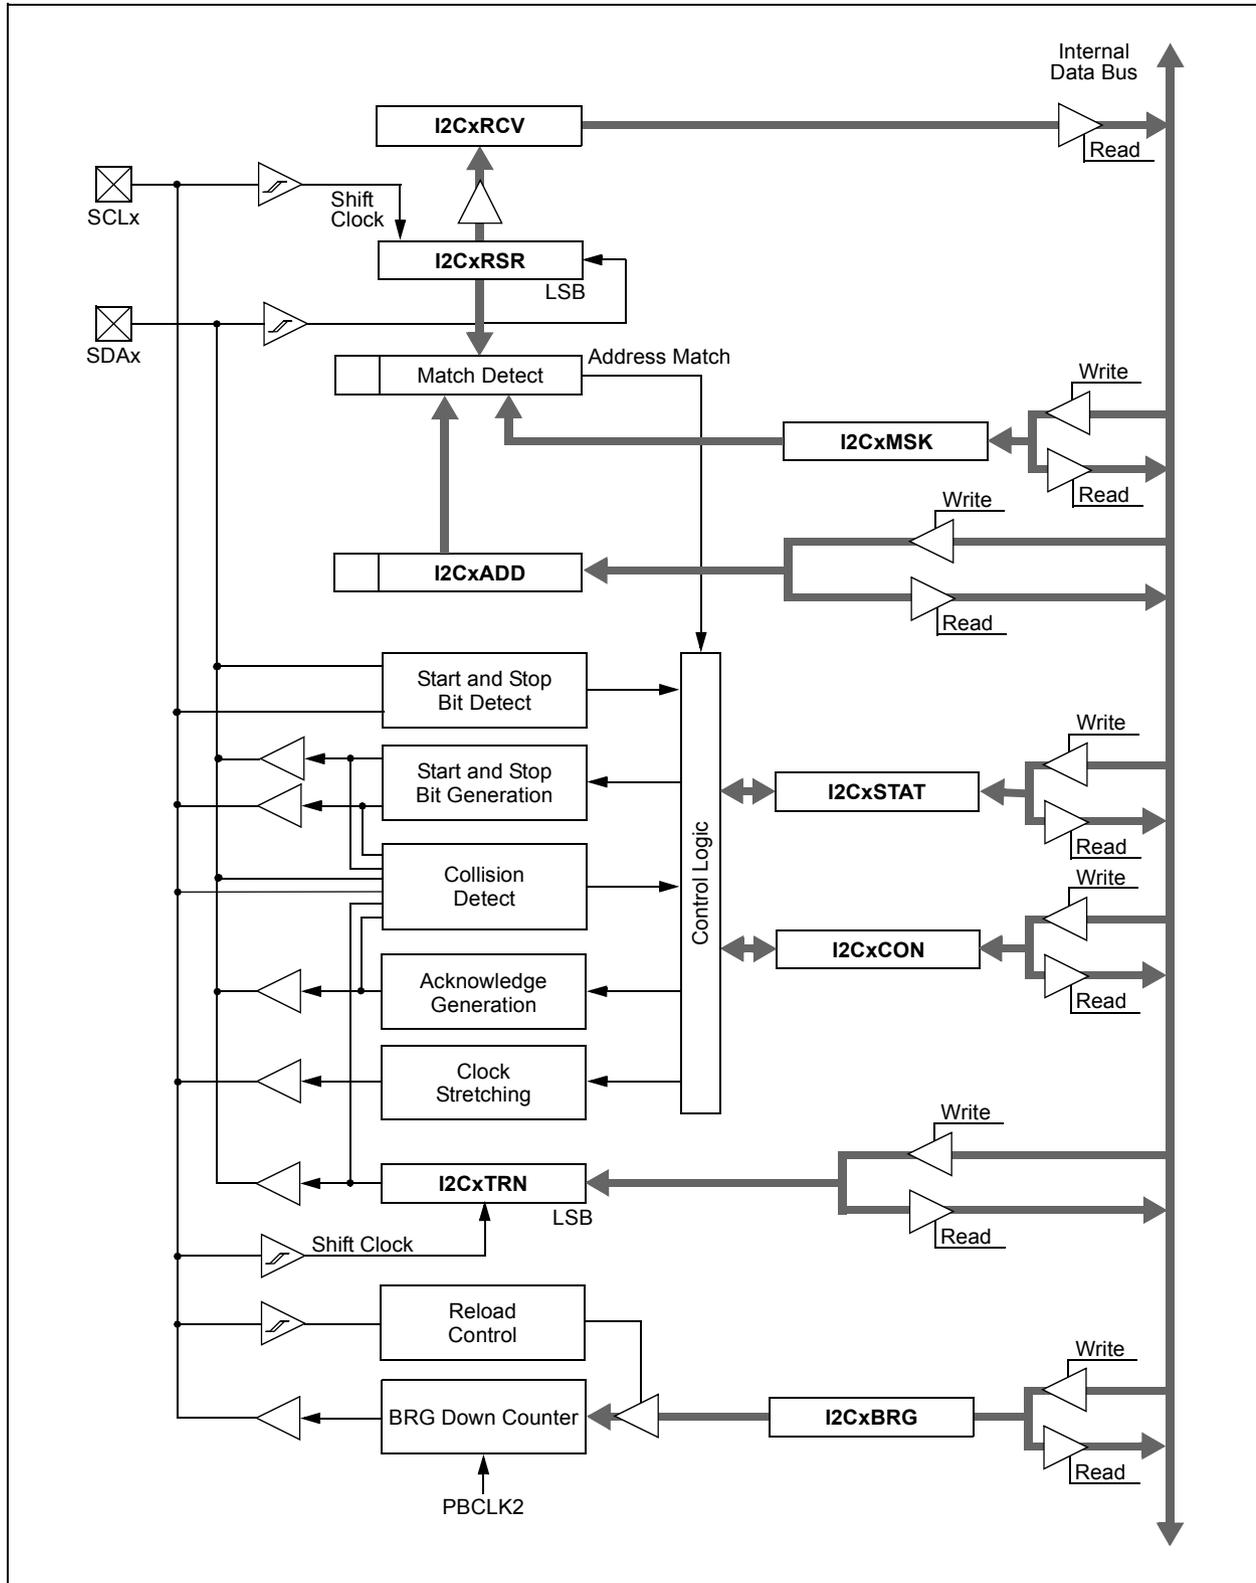 Internal
Data Bus
I2CxRCV
Read
SCLx
Shift
Clock
I2CxRSR
LSB
SDAx
Address Match
Match Detect
Write
I2CxMSK
Read
Write
I2CxADD
Read
Start and Stop
Bit Detect
Write
Start and Stop
Bit Generation
I2CxSTAT
Read
Control Logic
Collision
Detect
Write
I2CxCON
Read
Acknowledge
Generation
Clock
Stretching
Write
I2CxTRN
LSB
Read
Shift Clock
Reload
Control
Write
BRG Down Counter
I2CxBRG
Read
PBCLK2